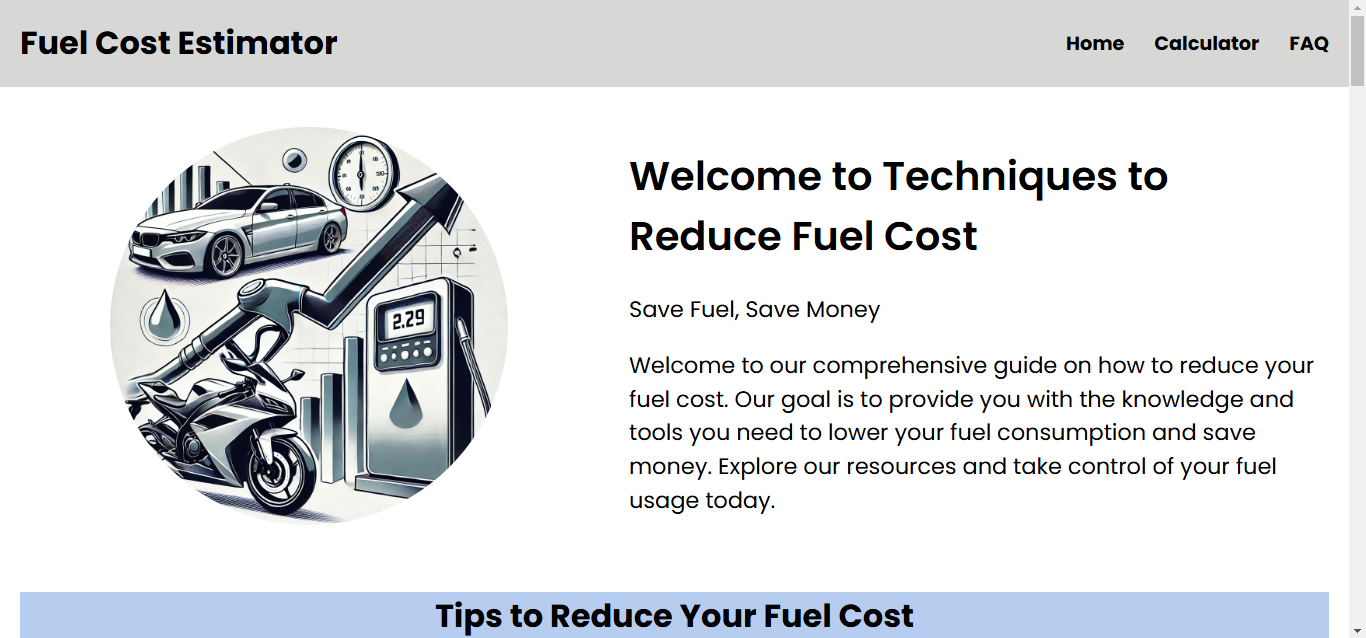 Fuel Cost Estimator
Home Calculator FAQ
Welcome to Techniques to
Reduce Fuel Cost
Save Fuel, Save Money
Welcome to our comprehensive guide on how to reduce your
fuel cost. Our goal is to provide you with the knowledge and
tools you need to lower your fuel consumption and save
money. Explore our resources and take control of your fuel
usage today.
2.29
Tips to Reduce Your Fuel Cost